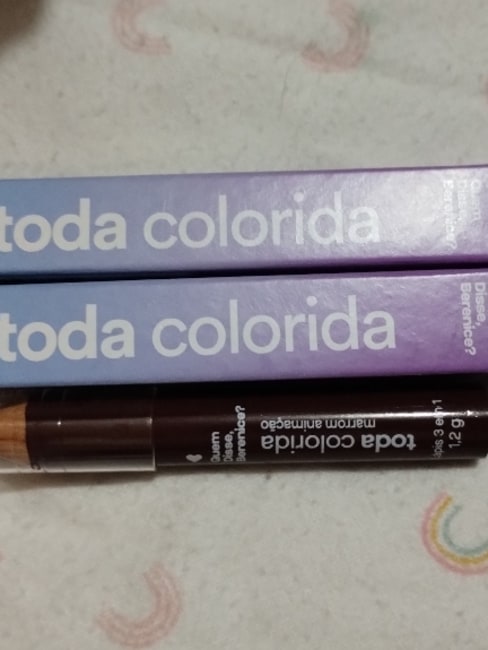 toda colorida
Quem
Disse,
Berenice?
toda colorida
Disse,
Berenice?
Quem
Disse,
Berenice?
toda colorida
marrom animação
lápis 3 em 1
1,2 g